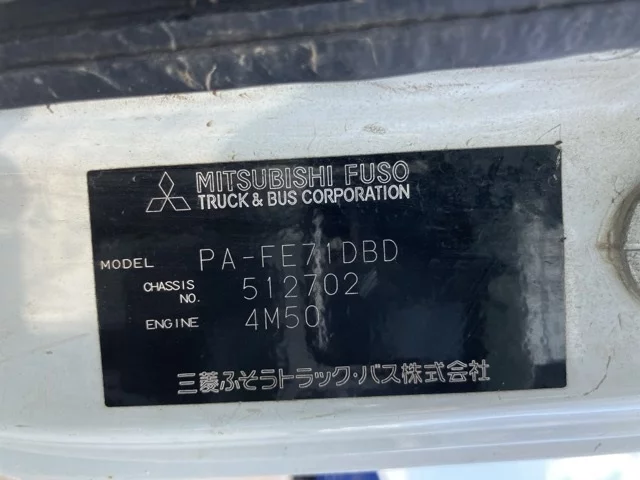 MITSUBISHI FUSO
TRUCK & BUS CORPORATION
MODEL PA-FE71DBD
CHASSIS NO. 512702
ENGINE 4M50
三菱ふそうトラック・バス株式会社